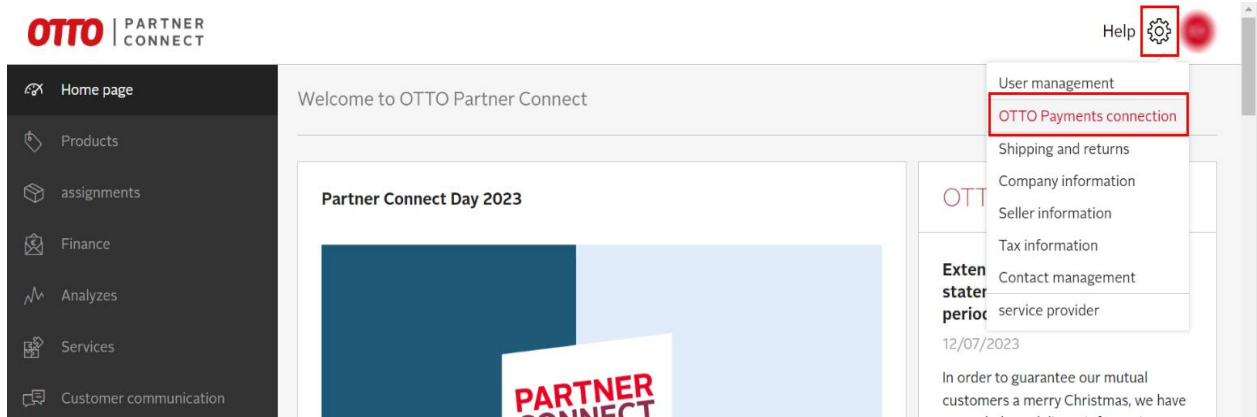 OTTO PARTNER CONNECT
Help
Home page
Products
assignments
Finance
Analyzes
Services
Customer communication
Welcome to OTTO Partner Connect
Partner Connect Day 2023
PARTNER
CONNECT
User management
OTTO Payments connection
Shipping and returns
Company information
Seller information
Tax information
Contact management
service provider
OTT
Exten
stater
period
12/07/2023
In order to guarantee our mutual
customers a merry Christmas, we have